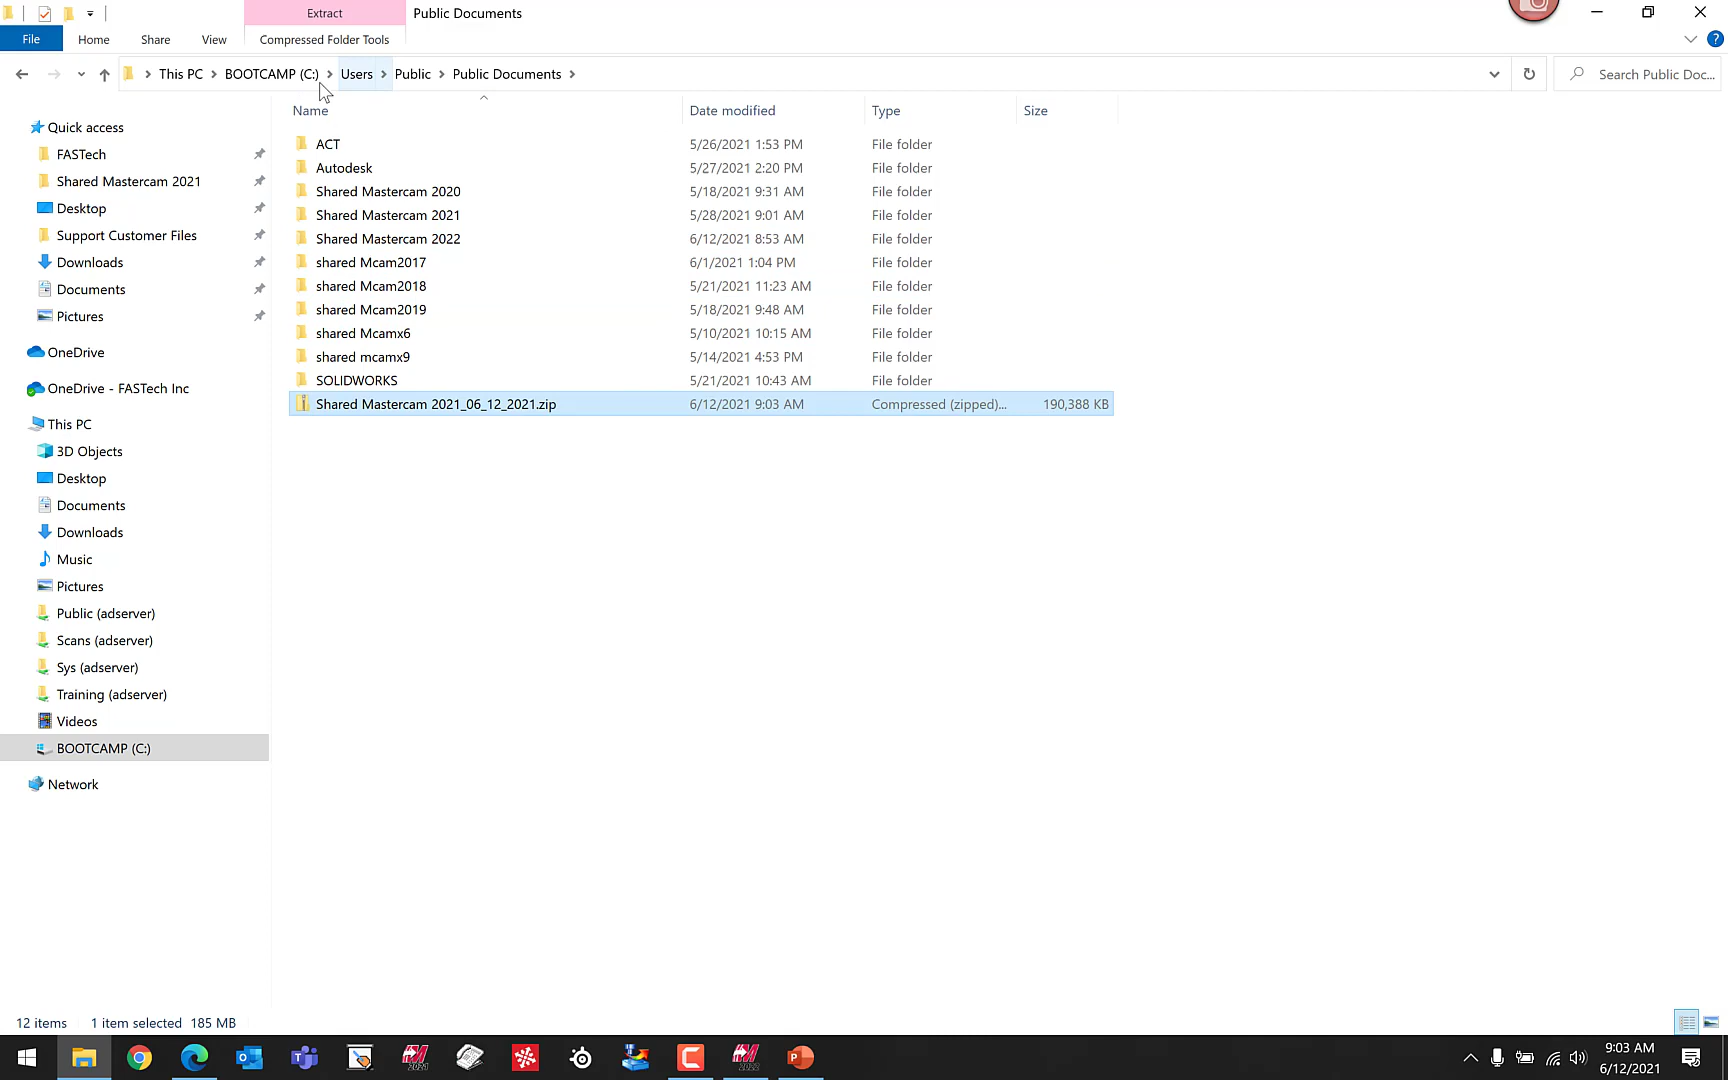 Extract
Public Documents
File
Home
Share
View
Compressed Folder Tools
This PC
BOOTCAMP (C:)
Users
Public
Public Documents
Search Public Doc...
Name
Date modified
Type
Size
Quick access
FASTech
Shared Mastercam 2021
Desktop
Support Customer Files
Downloads
Documents
Pictures
OneDrive
OneDrive - FASTech Inc
This PC
3D Objects
Desktop
Documents
Downloads
Music
Pictures
Public (adserver)
Scans (adserver)
Sys (adserver)
Training (adserver)
Videos
BOOTCAMP (C:)
Network
ACT 5/26/2021 1:53 PM File folder
Autodesk 5/27/2021 2:20 PM File folder
Shared Mastercam 2020 5/18/2021 9:31 AM File folder
Shared Mastercam 2021 5/28/2021 9:01 AM File folder
Shared Mastercam 2022 6/12/2021 8:53 AM File folder
shared Mcam2017 6/1/2021 1:04 PM File folder
shared Mcam2018 5/21/2021 11:23 AM File folder
shared Mcam2019 5/18/2021 9:48 AM File folder
shared Mcamx6 5/10/2021 10:15 AM File folder
shared mcamx9 5/14/2021 4:53 PM File folder
SOLIDWORKS 5/21/2021 10:43 AM File folder
Shared Mastercam 2021_06_12_2021.zip 6/12/2021 9:03 AM Compressed (zipped)... 190,388 KB
12 items 1 item selected 185 MB
2021
2022
9:03 AM
6/12/2021